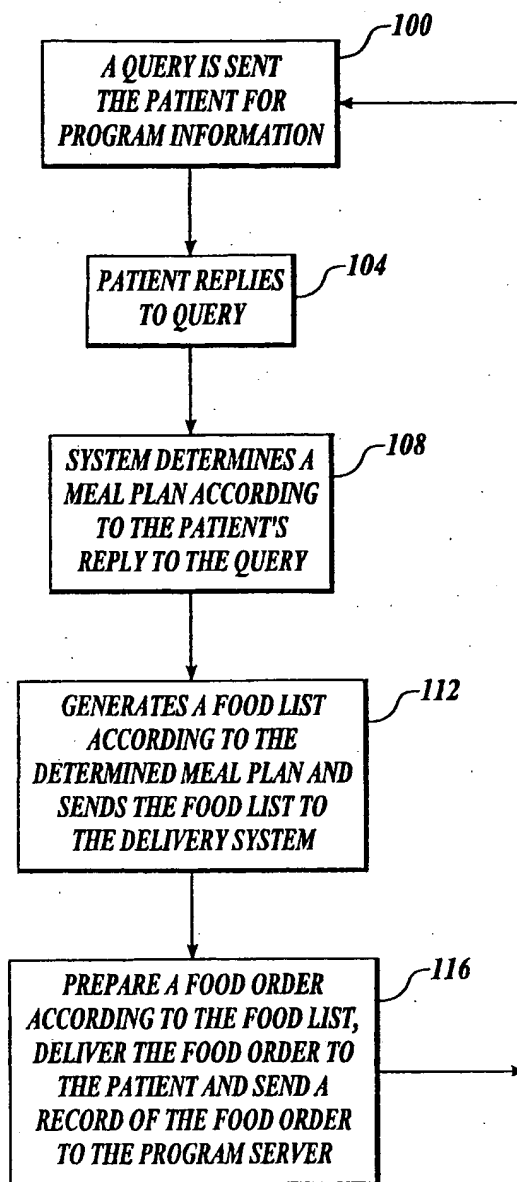 100
A QUERY IS SENT
THE PATIENT FOR
PROGRAM INFORMATION
104
PATIENT REPLIES
TO QUERY
108
SYSTEM DETERMINES A
MEAL PLAN ACCORDING
TO THE PATIENT'S
REPLY TO THE QUERY
112
GENERATES A FOOD LIST
ACCORDING TO THE
DETERMINED MEAL PLAN AND
SENDS THE FOOD LIST TO
THE DELIVERY SYSTEM
116
PREPARE A FOOD ORDER
ACCORDING TO THE FOOD LIST,
DELIVER THE FOOD ORDER TO
THE PATIENT AND SEND A
RECORD OF THE FOOD ORDER
TO THE PROGRAM SERVER